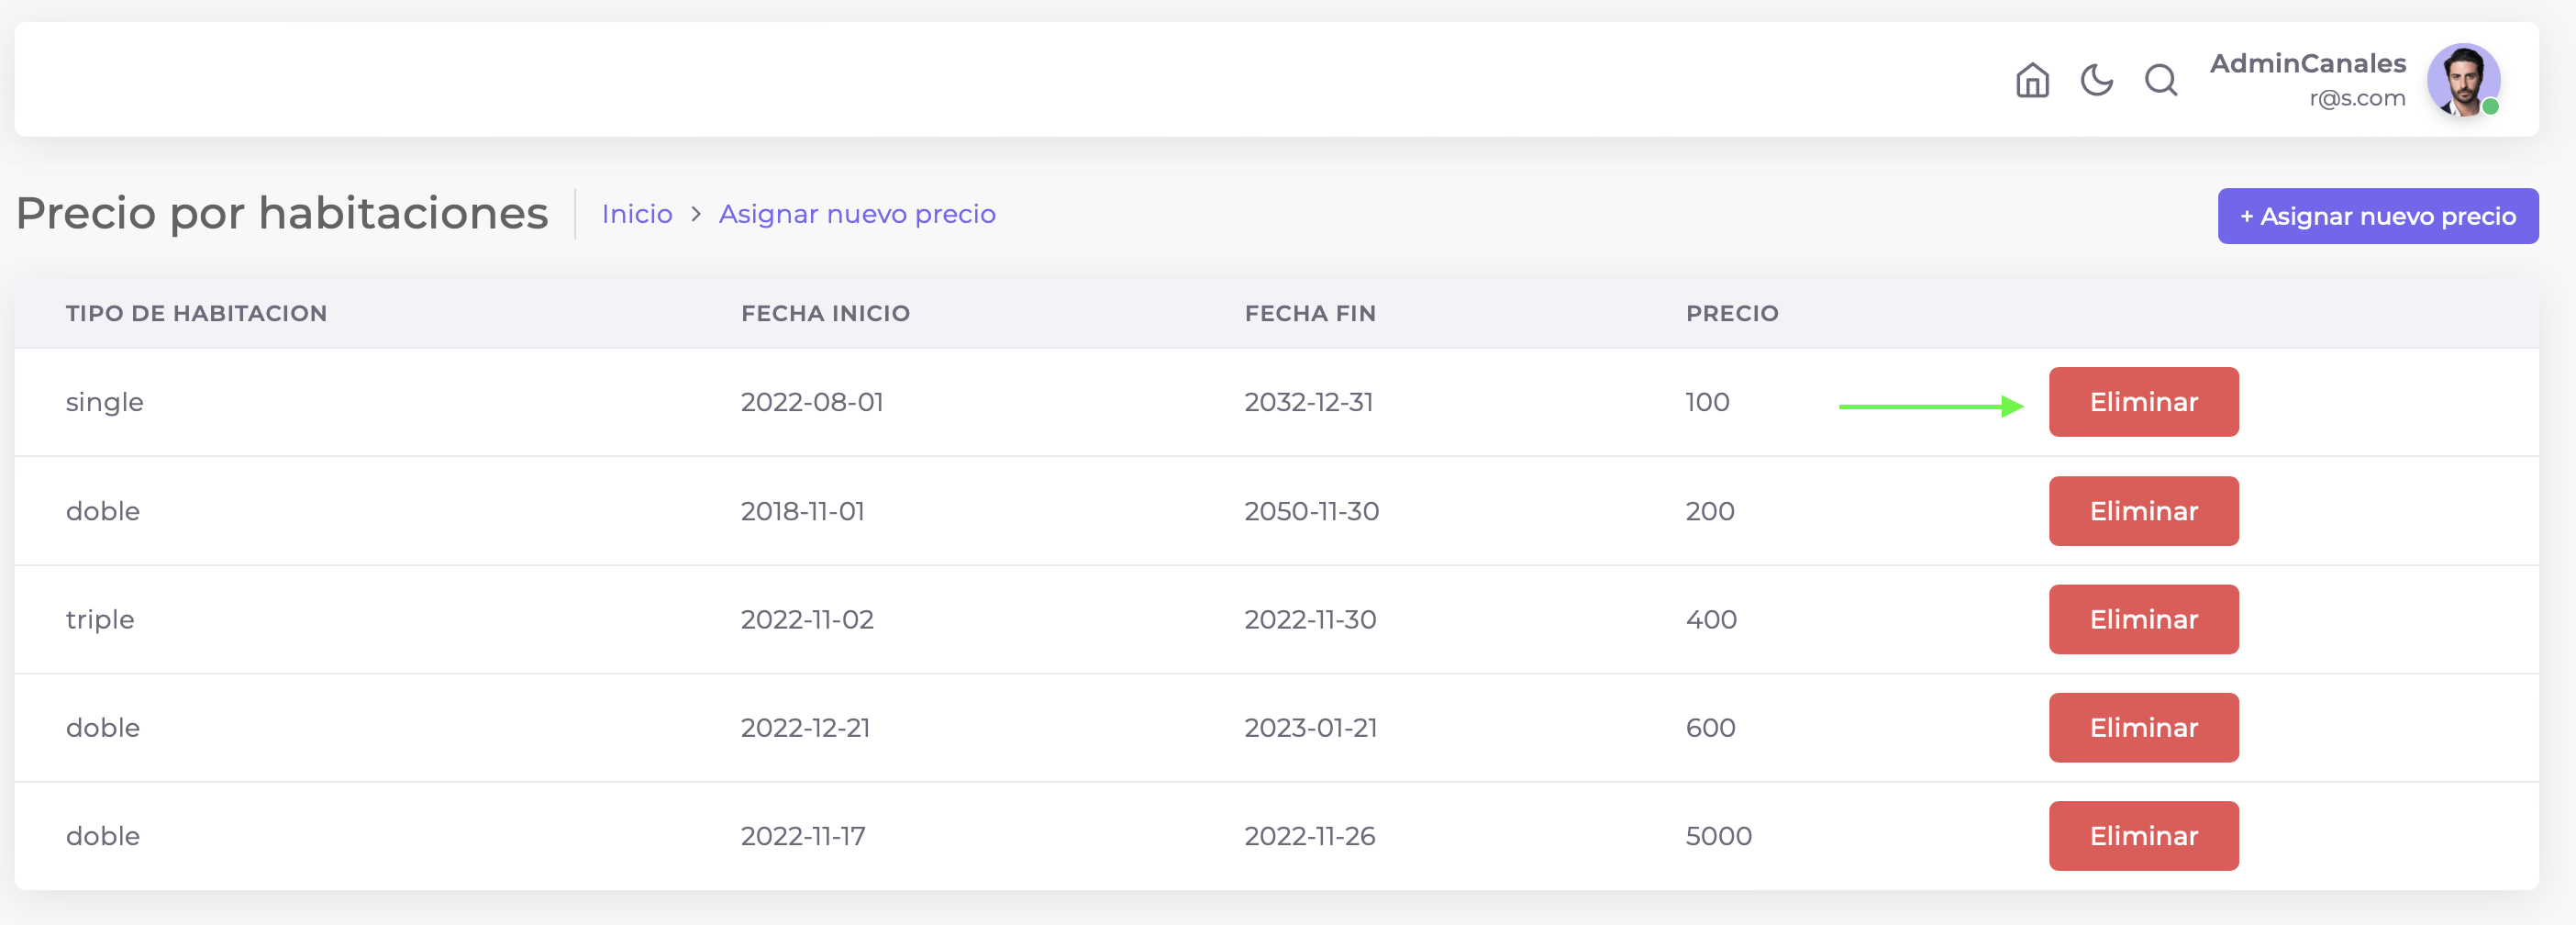 AdminCanales
r@s.com
Precio por habitaciones
Inicio > Asignar nuevo precio
+ Asignar nuevo precio
TIPO DE HABITACION FECHA INICIO FECHA FIN PRECIO
single 2022-08-01 2032-12-31 100 Eliminar
doble 2018-11-01 2050-11-30 200 Eliminar
triple 2022-11-02 2022-11-30 400 Eliminar
doble 2022-12-21 2023-01-21 600 Eliminar
doble 2022-11-17 2022-11-26 5000 Eliminar